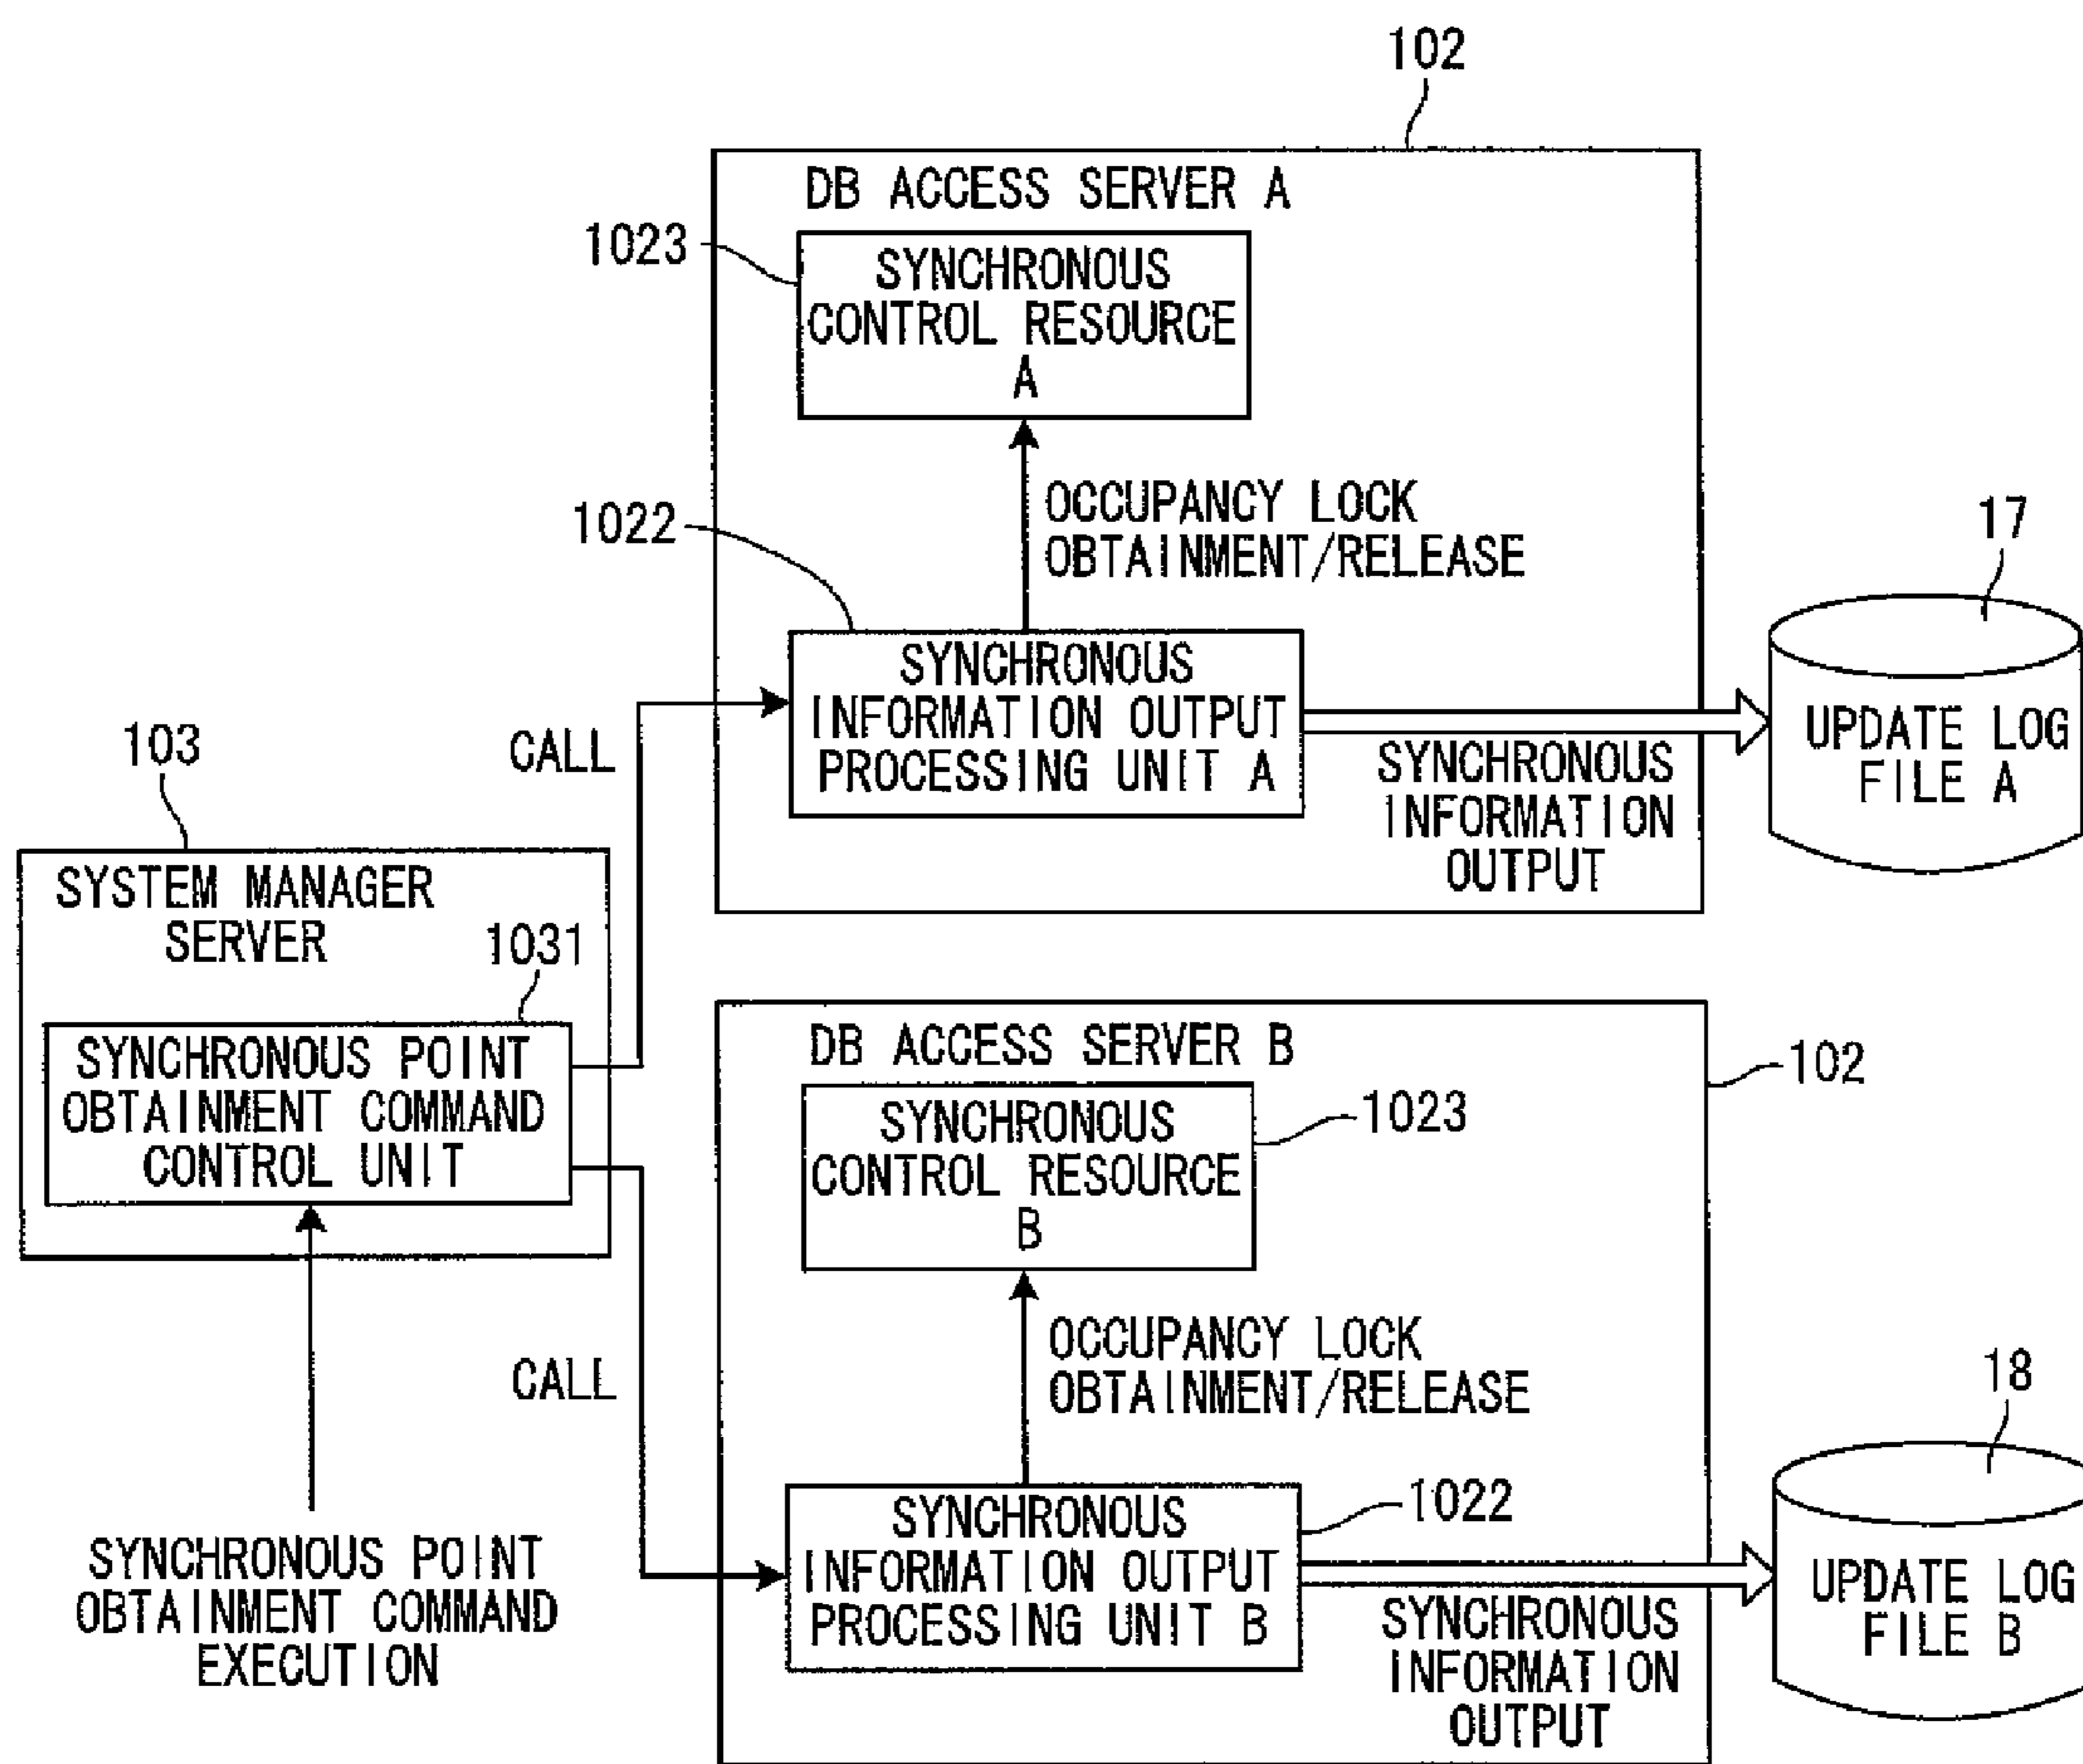 102
DB ACCESS SERVER A
1023
SYNCHRONOUS
CONTROL RESOURCE
A
1022
OCCUPANCY LOCK
OBTAINMENT/RELEASE
17
SYNCHRONOUS
INFORMATION OUTPUT
PROCESSING UNIT A
CALL
SYNCHRONOUS
INFORMATION
OUTPUT
UPDATE LOG
FILE A
103
SYSTEM MANAGER
SERVER
1031
SYNCHRONOUS POINT
OBTAINMENT COMMAND
CONTROL UNIT
102
DB ACCESS SERVER B
1023
SYNCHRONOUS
CONTROL RESOURCE
B
OCCUPANCY LOCK
OBTAINMENT/RELEASE
CALL
18
1022
SYNCHRONOUS
INFORMATION OUTPUT
PROCESSING UNIT B
SYNCHRONOUS
INFORMATION
OUTPUT
UPDATE LOG
FILE B
SYNCHRONOUS POINT
OBTAINMENT COMMAND
EXECUTION